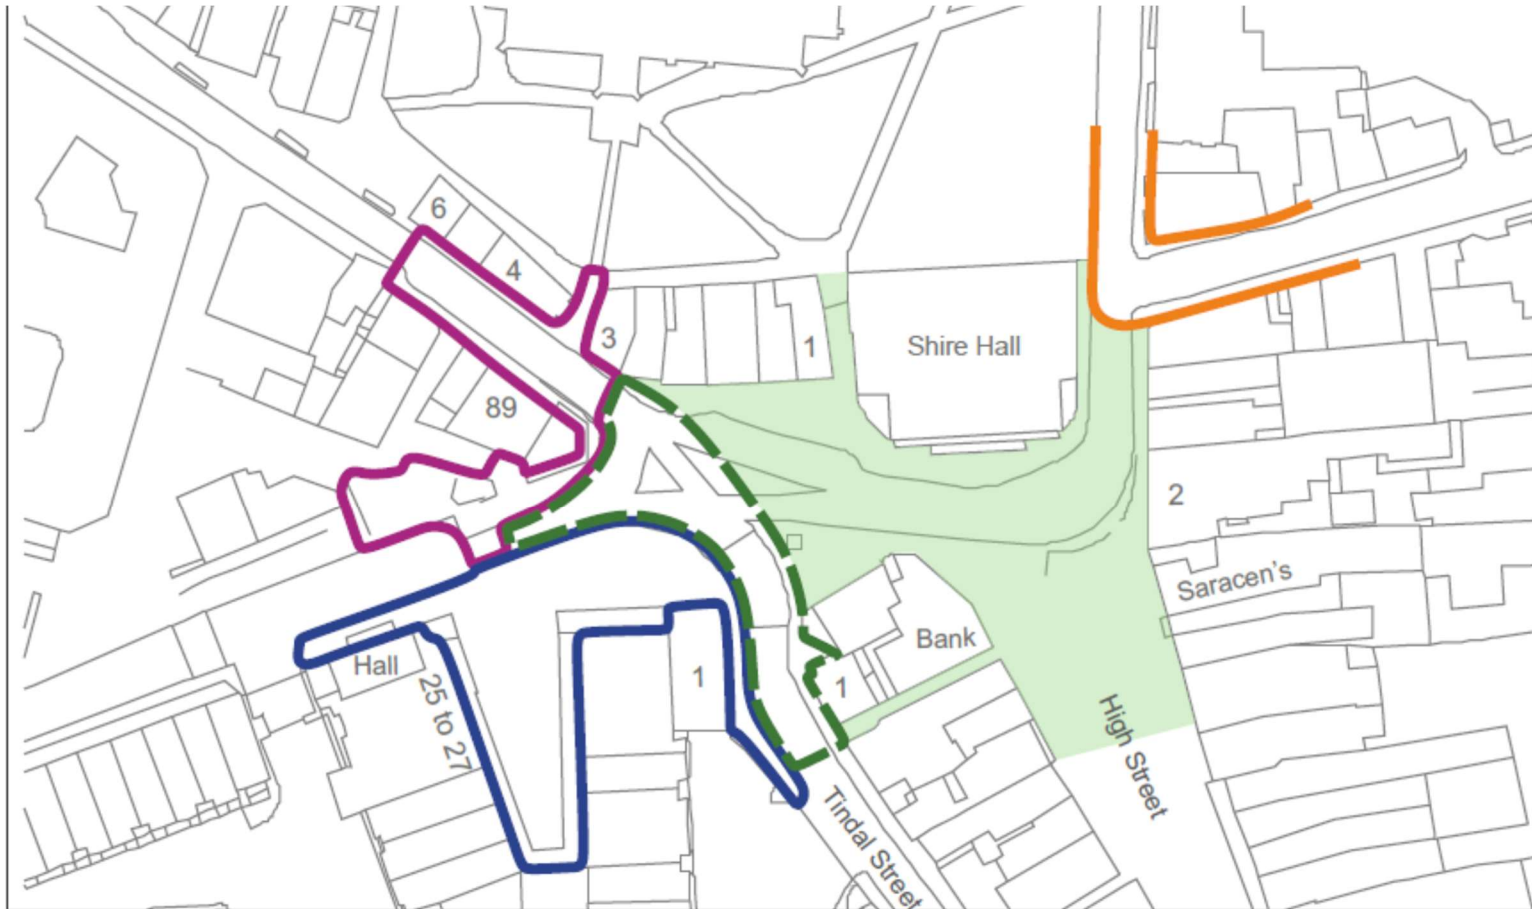 6
4
3
1
Shire Hall
89
2
Saracen's
Bank
Hall
1
1
25 to 27
High Street
Tindal Street